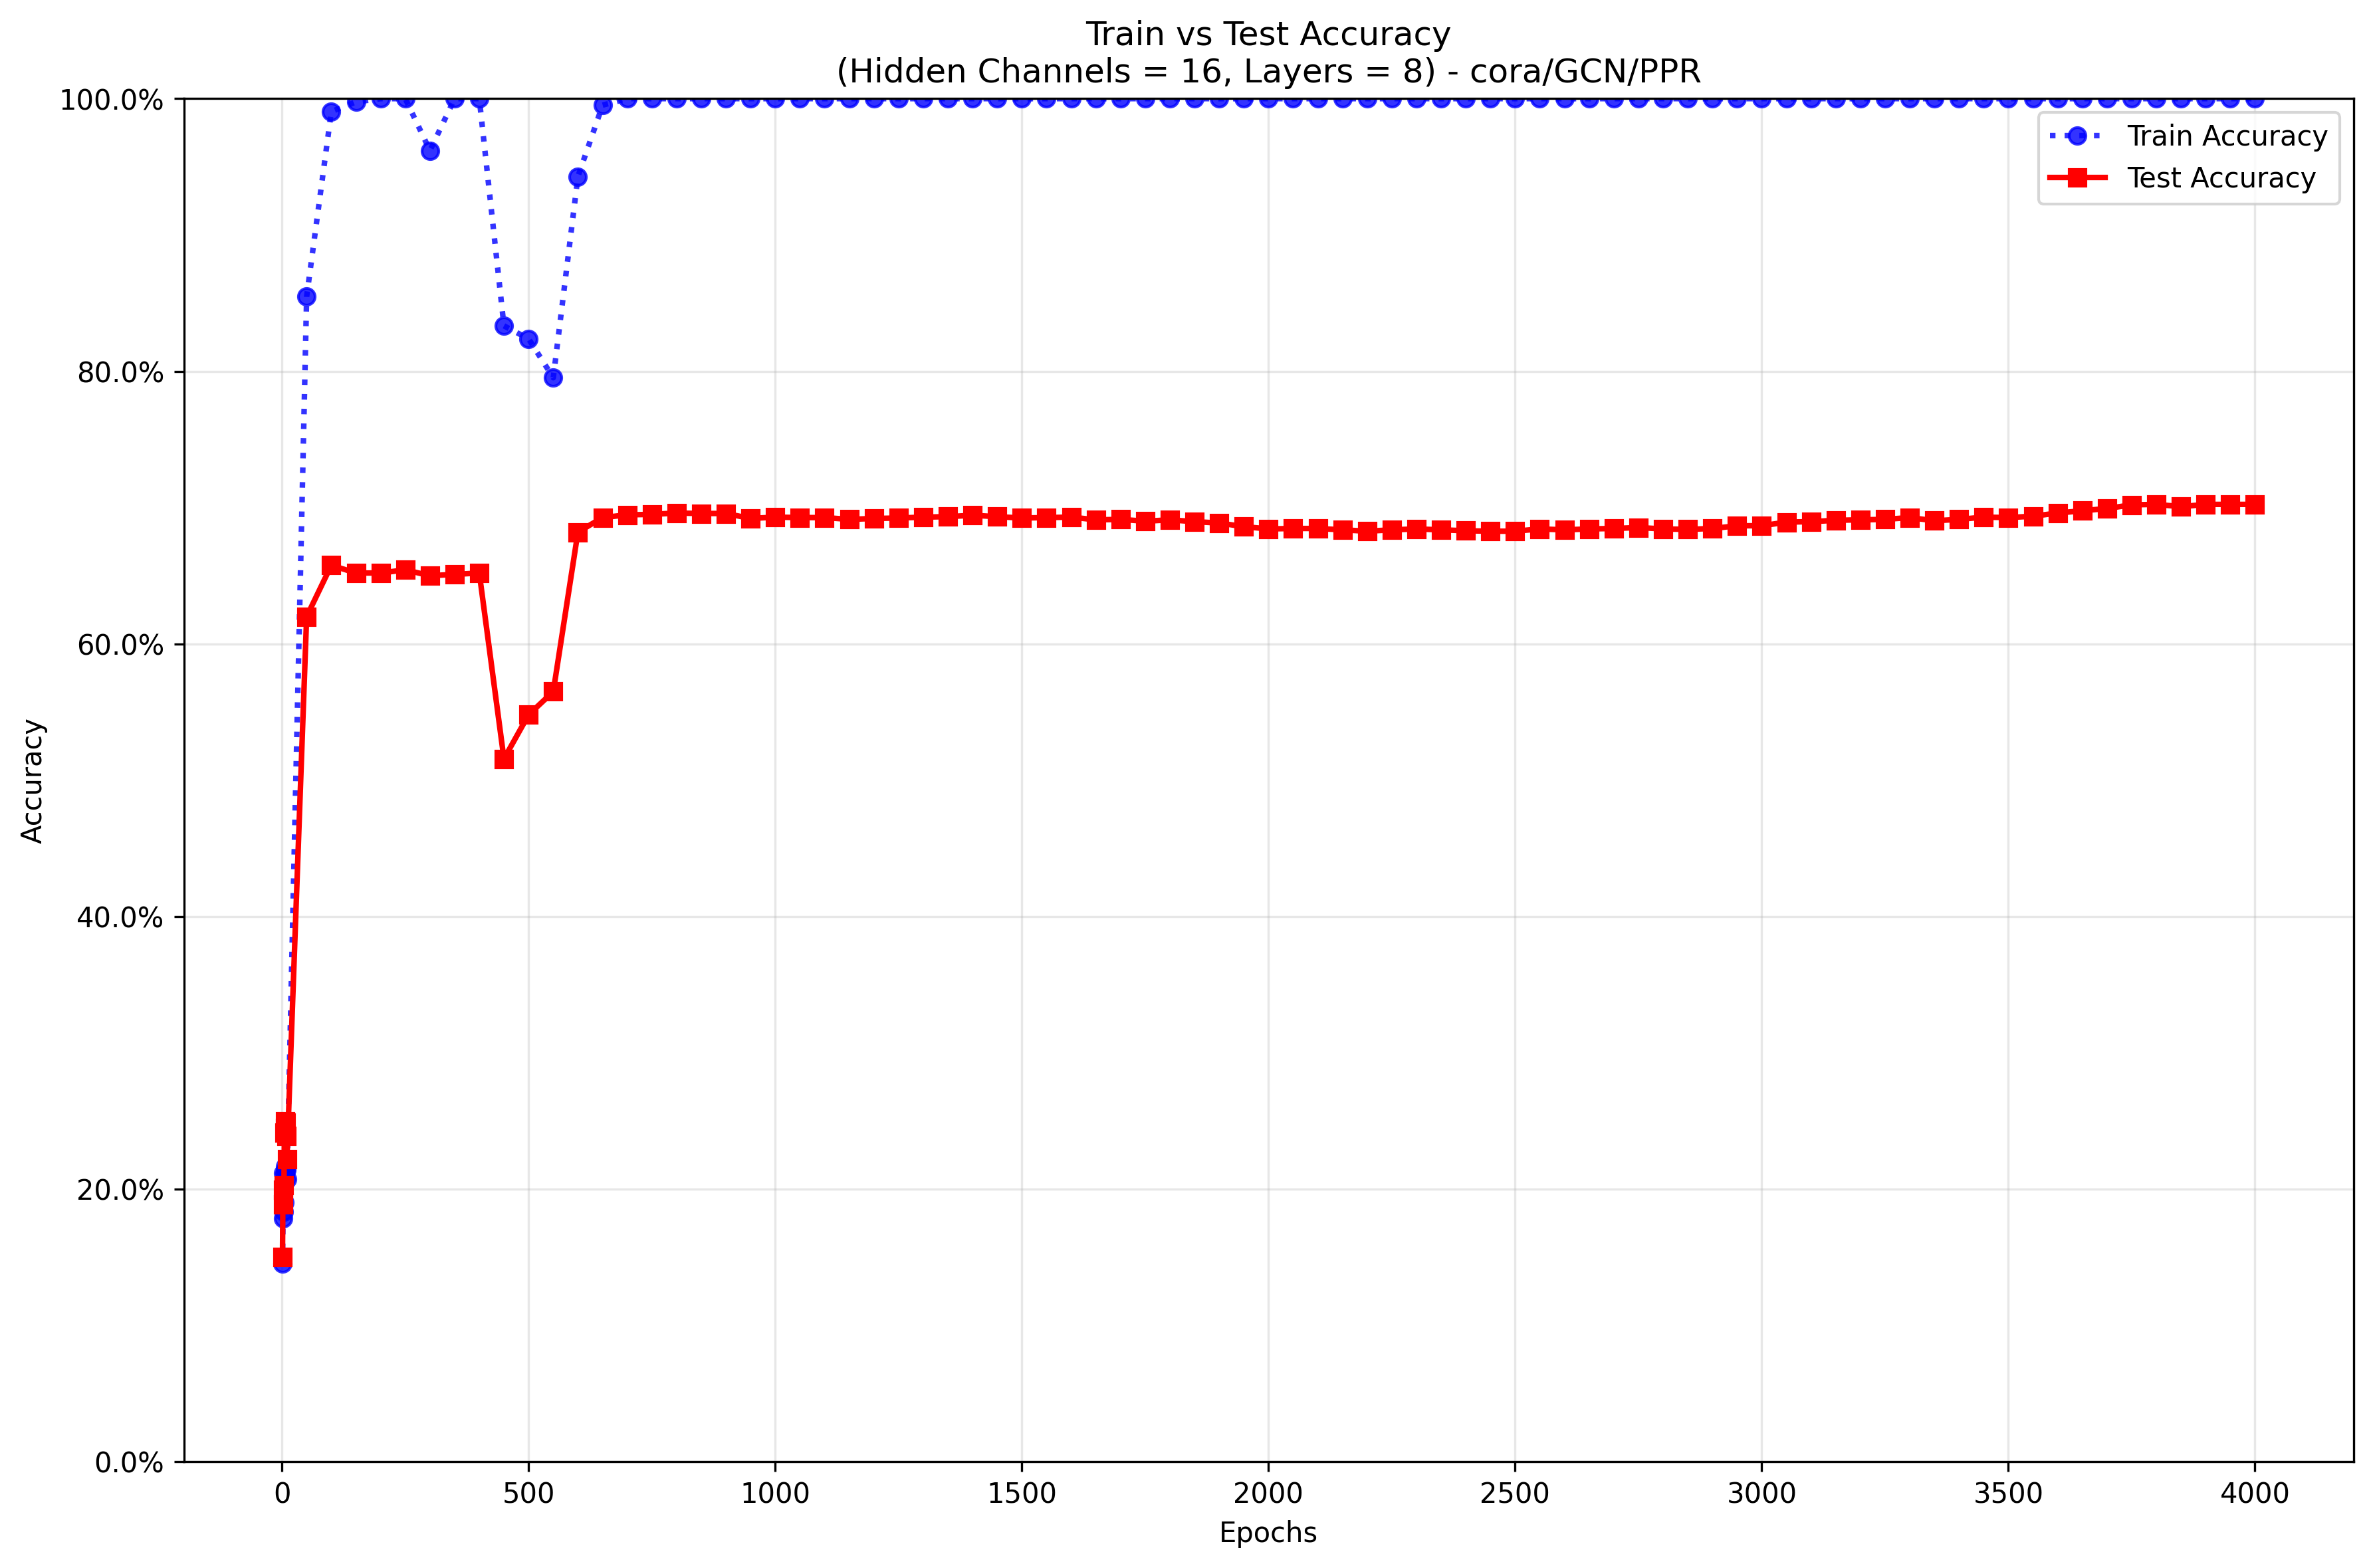 Train vs Test Accuracy
(Hidden Channels = 16, Layers = 8) - cora/GCN/PPR
100.0%
80.0%
60.0%
40.0%
20.0%
0.0%
Accuracy
Train Accuracy
Test Accuracy
0
500
1000
1500
2000
2500
3000
3500
4000
Epochs